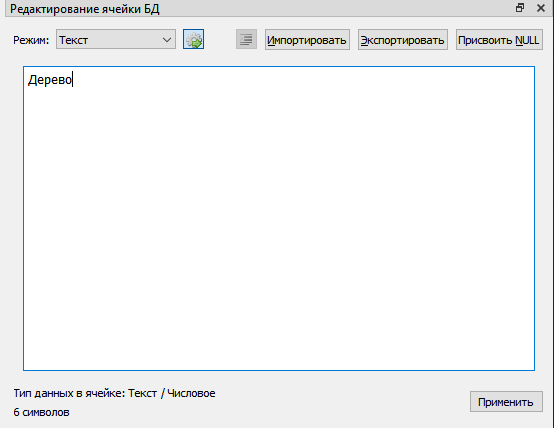 Редактирование ячейки БД
Режим: Текст Импортировать Экспортировать Присвоить NULL
Дерево
Тип данных в ячейке: Текст / Числовое
6 символов
Применить